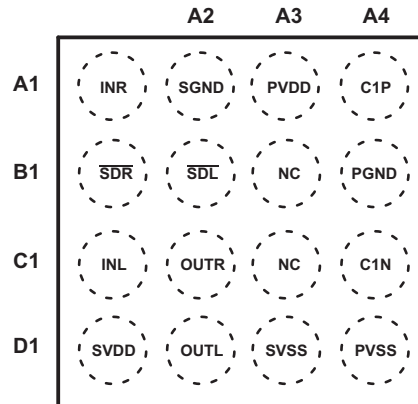 A2 A3 A4
A1 INR SGND PVDD C1P
B1 SDR SDL NC PGND
C1 INL OUTR NC C1N
D1 SVDD OUTL SVSS PVSS